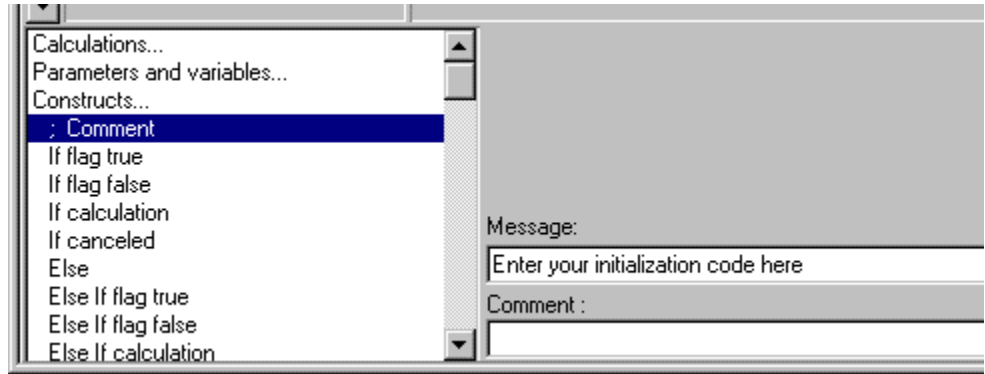 Calculations...
Parameters and variables...
Constructs...
; Comment
If flag true
If flag false
If calculation
If canceled
Else
Else If flag true
Else If flag false
Else If calculation
Message:
Enter your initialization code here
Comment :